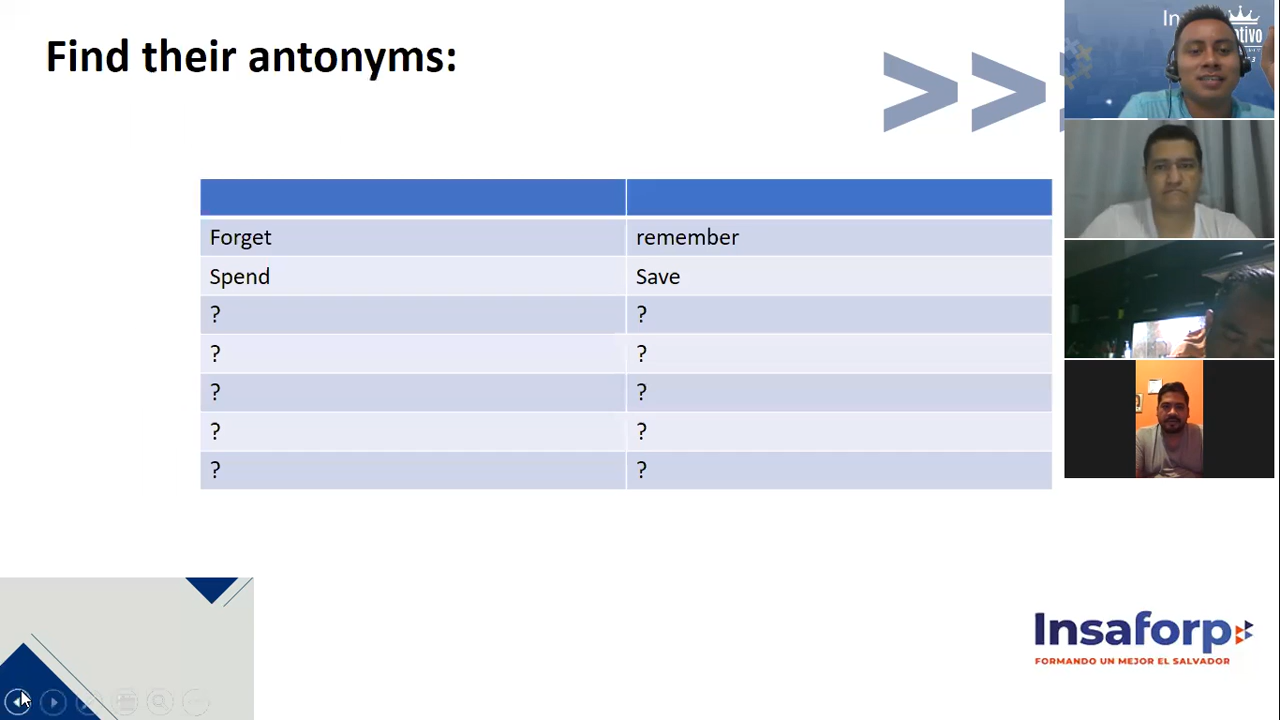 Find their antonyms:
>>
Forget remember
Spend Save
? ?
? ?
? ?
? ?
? ?
Insaforp
FORMANDO UN MEJOR EL SALVADOR